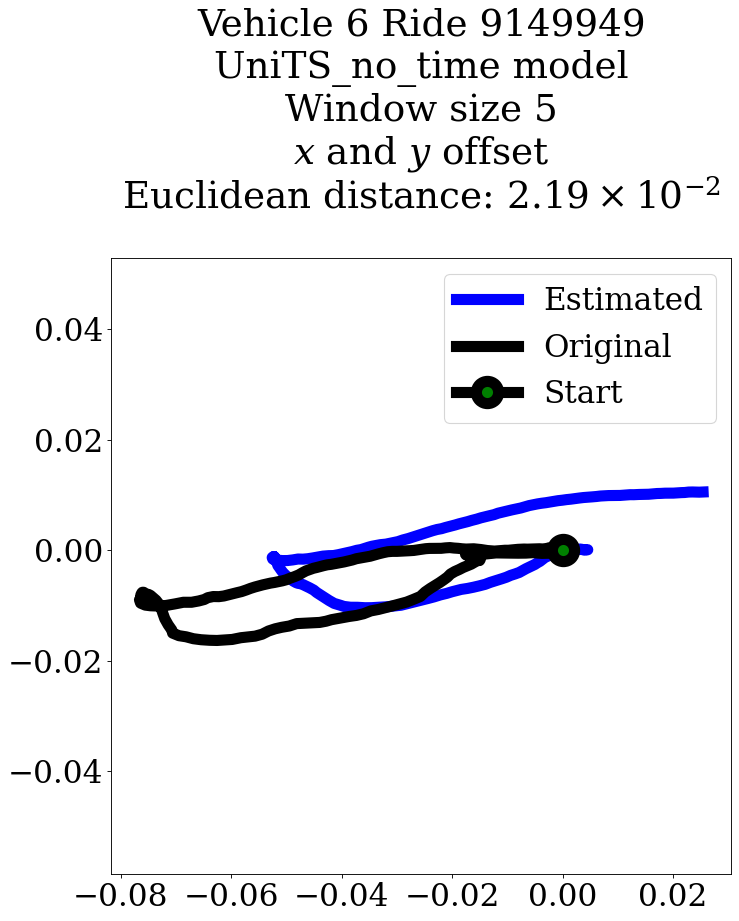 Vehicle 6 Ride 9149949
UniTS_no_time model
Window size 5
x and y offset
Euclidean distance: 2.19 × 10⁻²
Estimated
Original
Start
0.04
0.02
0.00
−0.02
−0.04
−0.08 −0.06 −0.04 −0.02 0.00 0.02